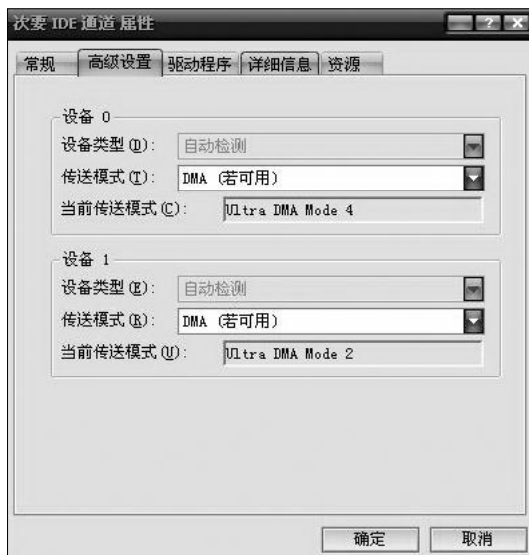 次要 IDE 通道 属性
常规 高级设置 驱动程序 详细信息 资源
设备 0
设备类型(D): 自动检测
传送模式(T): DMA (若可用)
当前传送模式(C): Ultra DMA Mode 4
设备 1
设备类型(E): 自动检测
传送模式(R): DMA (若可用)
当前传送模式(U): Ultra DMA Mode 2
确定 取消